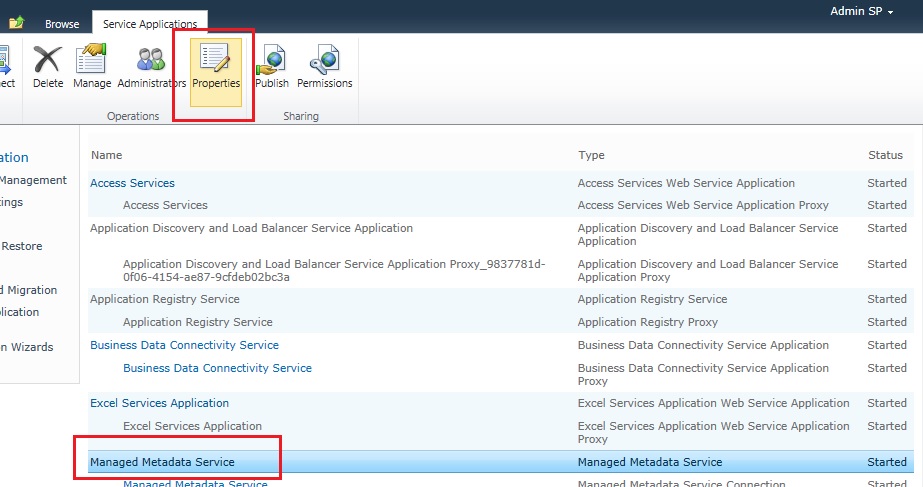 Admin SP
Browse
Service Applications
ect
Delete
Manage
Administrators
Properties
Publish
Permissions
Operations
Sharing
ation
Management
ings
Restore
d Migration
lication
n Wizards
Name Type Status
Access Services Access Services Web Service Application Started
Access Services Access Services Web Service Application Proxy Started
Application Discovery and Load Balancer Service Application Application Discovery and Load Balancer Service Started
Application
Application Discovery and Load Balancer Service Application Proxy_9837781d- Application Discovery and Load Balancer Service Started
0f06-4154-ae87-9cfdeb02bc3a Application Proxy
Application Registry Service Application Registry Service Started
Application Registry Service Application Registry Proxy Started
Business Data Connectivity Service Business Data Connectivity Service Application Started
Business Data Connectivity Service Business Data Connectivity Service Application Started
Proxy
Excel Services Application Excel Services Application Web Service Application Started
Excel Services Application Excel Services Application Web Service Application Started
Proxy
Managed Metadata Service Managed Metadata Service Started
Managed Metadata Service Managed Metadata Service Connection Started